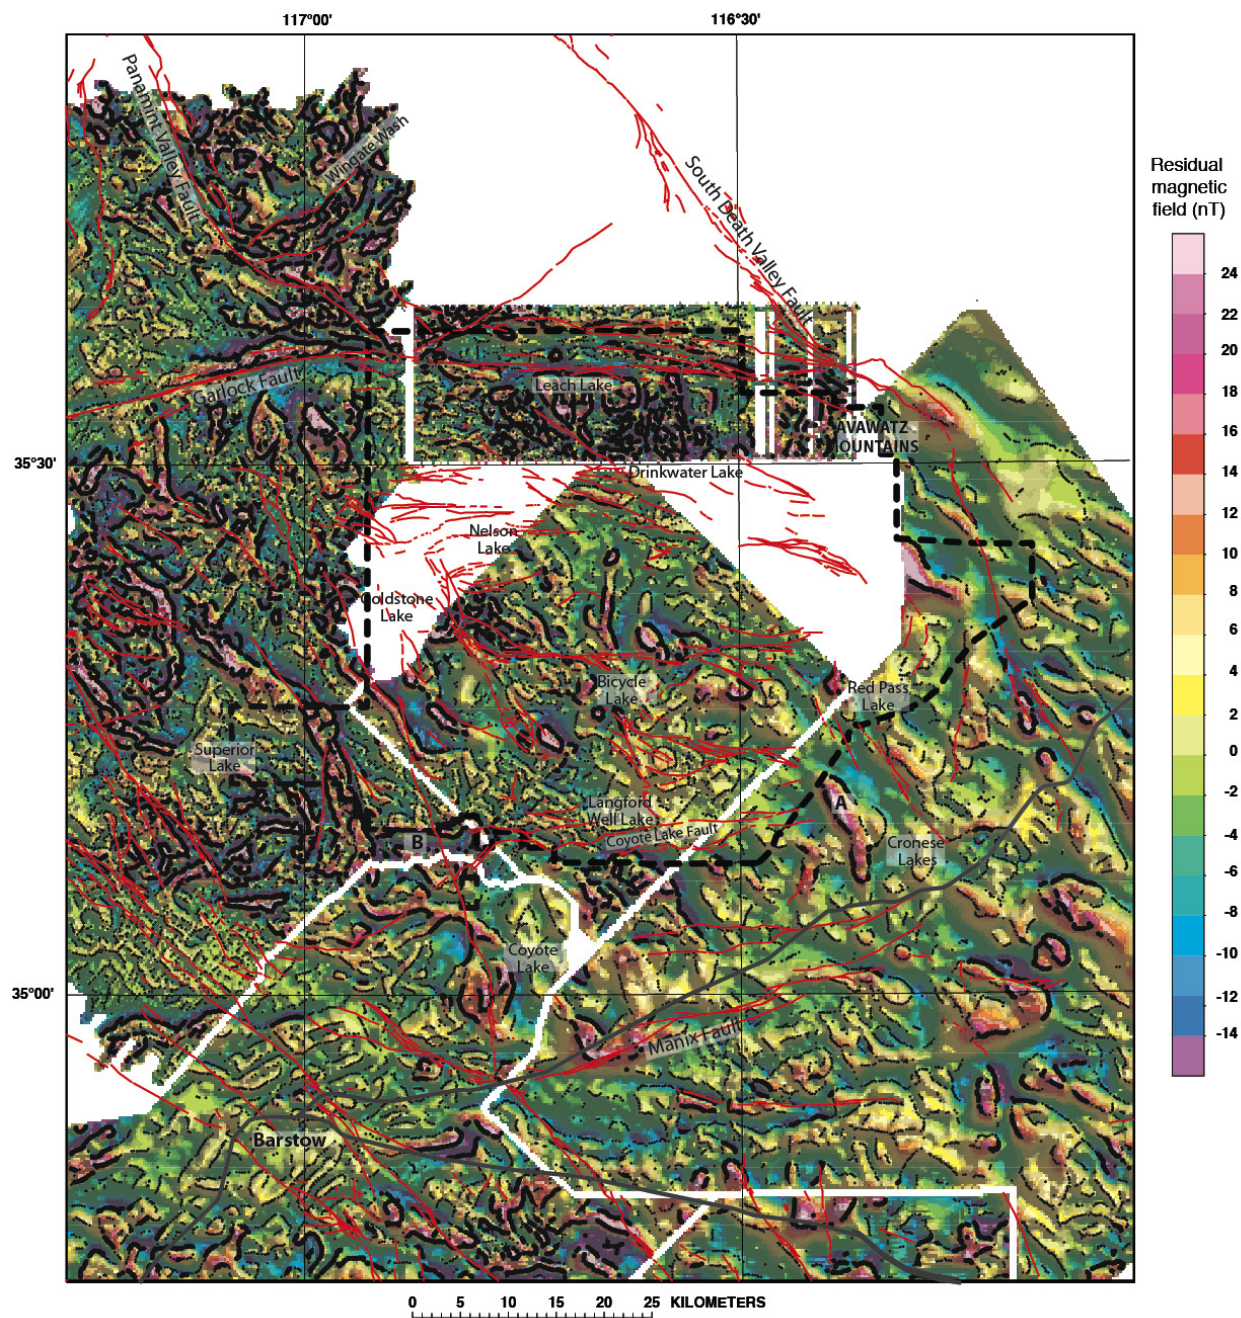 117°00'
116°30'
Panamint Valley Fault
Wingate Wash
South Death Valley Fault
Residual
magnetic
field (nT)
24
22
20
18
16
14
12
10
8
6
4
2
0
-2
-4
-6
-8
-10
-12
-14
Garlock Fault
Leach Lake
AVAWATZ
MOUNTAINS
35°30'
Drinkwater Lake
Nelson
Lake
Goldstone
Lake
Bicycle
Lake
Red Pass
Lake
Superior
Lake
Langford
Well Lake
A
Coyote Lake Fault
B
Cronese
Lakes
Coyote
Lake
35°00'
Manix Fault
Barstow
0 5 10 15 20 25 KILOMETERS